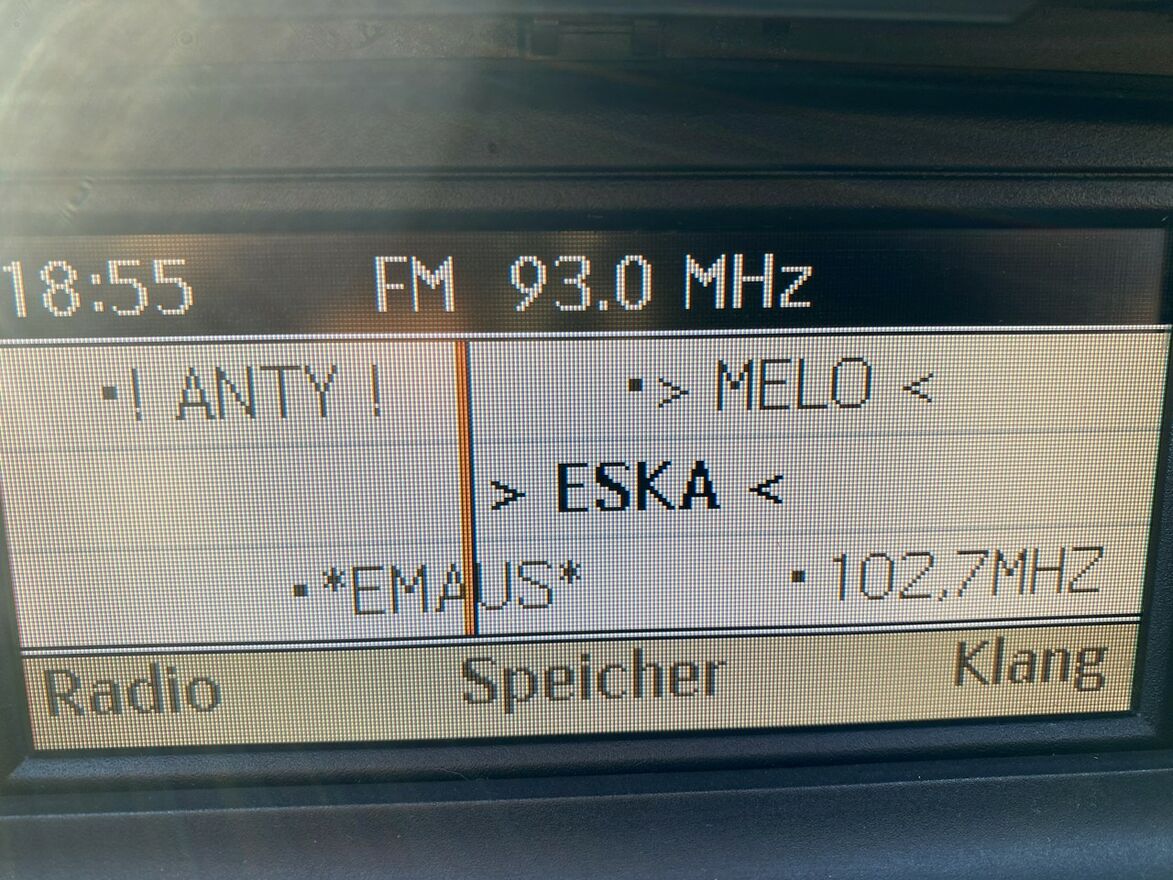 18:55 FM 93.0 MHz
! ANTY ! > MELO <
> ESKA <
*EMAUS* 102,7MHZ
Radio Speicher Klang